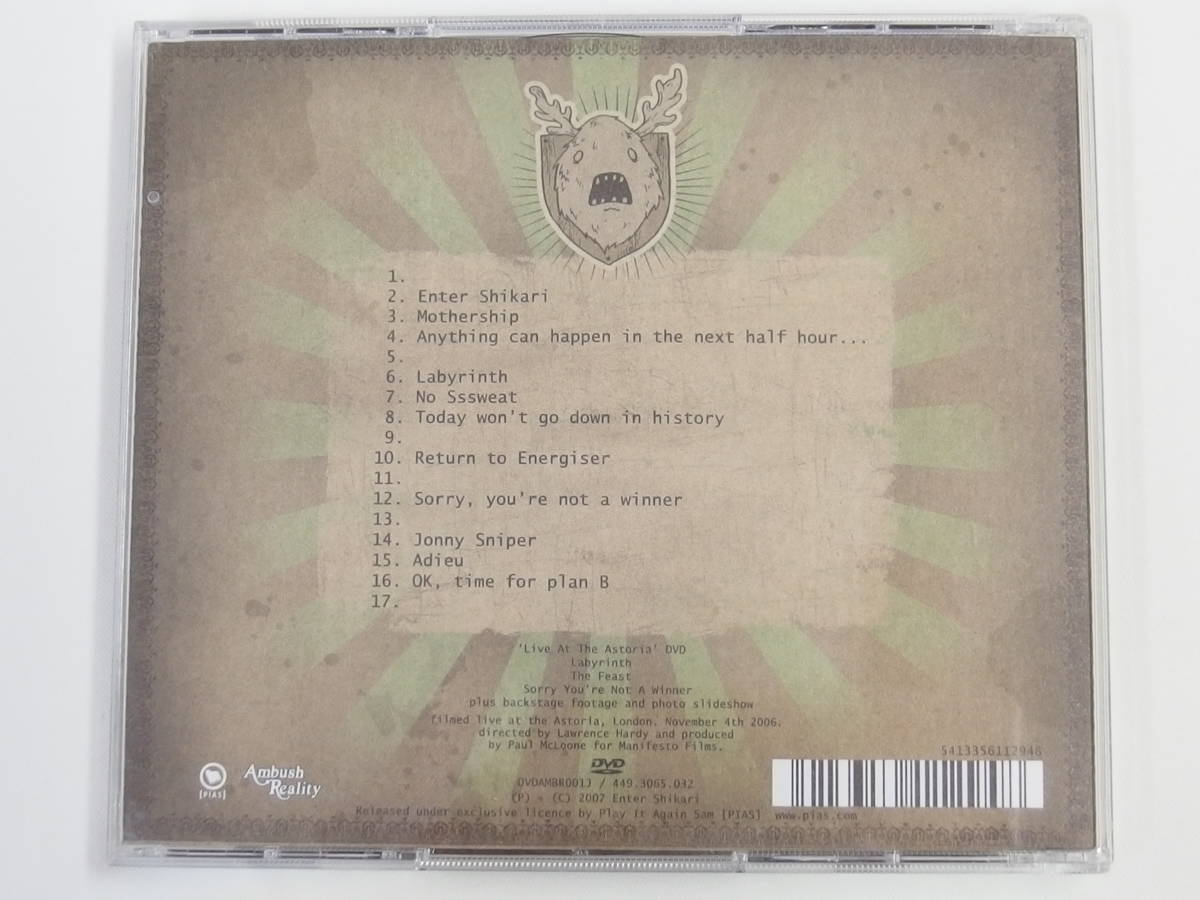 1.
2. Enter Shikari
3. Mothership
4. Anything can happen in the next half hour...
5.
6. Labyrinth
7. No Sssweat
8. Today won't go down in history
9.
10. Return to Energiser
11.
12. Sorry, you're not a winner
13.
14. Jonny Sniper
15. Adieu
16. OK, time for plan B
17.
'Live At The Astoria' DVD
Labyrinth
The Feast
Sorry You're Not A Winner
plus backstage footage and photo slideshow
filmed live at the Astoria, London. November 4th 2006.
directed by Lawrence Hardy and produced
by Paul McLoone for Manifesto Films.
5413356112948
DVD
[PIAS]
Ambush
Reality
DVDAMBR001J / 449.3065.032
(P) + (C) 2007 Enter Shikari
Released under exclusive licence by Play It Again Sam [PIAS] www.pias.com